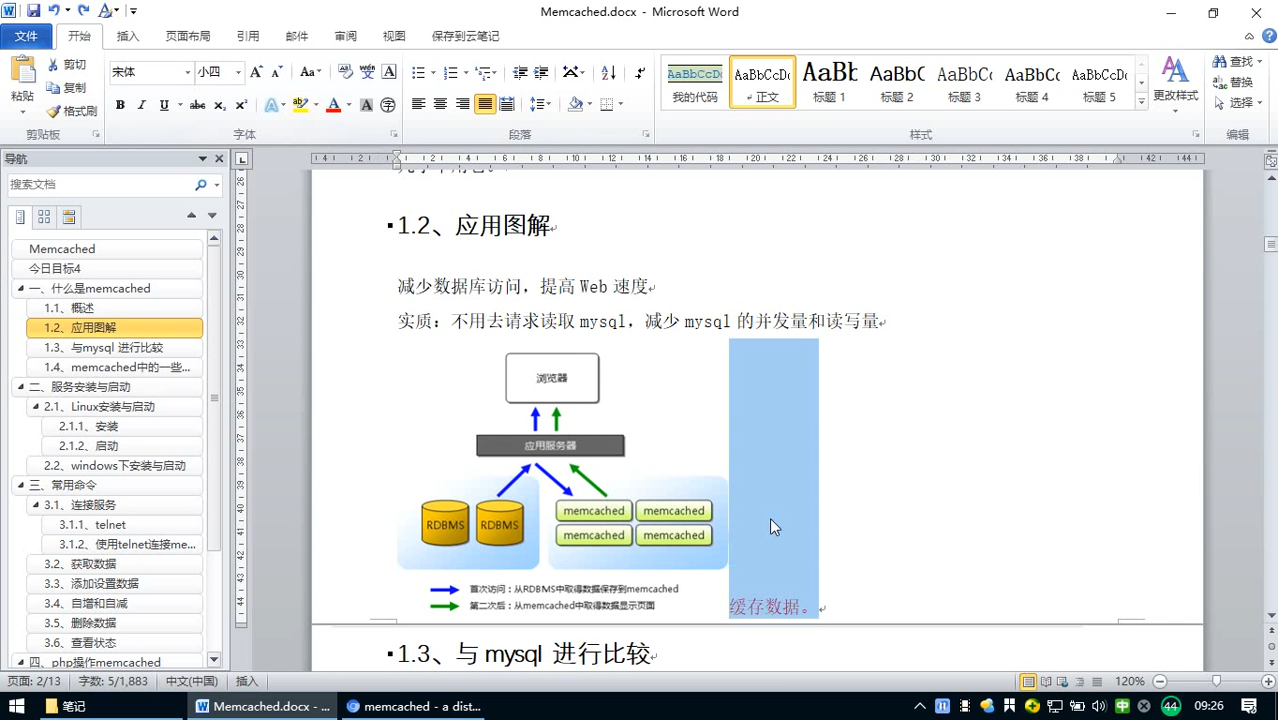 Memcached.docx - Microsoft Word
文件 开始 插入 页面布局 引用 邮件 审阅 视图 保存到云笔记
粘贴 剪切 复制 格式刷
剪贴板
宋体 小四
字体
段落
AaBbCcDc 我的代码
AaBbCcDc 正文
AaBb 标题 1
AaBbC 标题 2
AaBbCcD 标题 3
AaBbCc 标题 4
AaBbCcDc 标题 5
更改样式
样式
查找
替换
选择
编辑
导航
搜索文档
Memcached
今日目标4
一、什么是memcached
1.1、概述
1.2、应用图解
1.3、与mysql 进行比较
1.4、memcached中的一些...
二、服务安装与启动
2.1、Linux安装与启动
2.1.1、安装
2.1.2、启动
2.2、windows下安装与启动
三、常用命令
3.1、连接服务
3.1.1、telnet
3.1.2、使用telnet连接me...
3.2、获取数据
3.3、添加设置数据
3.4、自增和自减
3.5、删除数据
3.6、查看状态
四、php操作memcached
1.2、应用图解
减少数据库访问，提高 Web 速度
实质：不用去请求读取 mysql，减少 mysql 的并发量和读写量
浏览器
应用服务器
RDBMS RDBMS memcached memcached
memcached memcached
首次访问：从RDBMS中取得数据保存到memcached
第二次后：从memcached中取得数据显示页面
缓存数据。
1.3、与 mysql 进行比较
页面: 2/13 字数: 5/1,883 中文(中国) 插入 120%
笔记 Memcached.docx - ... memcached - a dist... 中 44 09:26